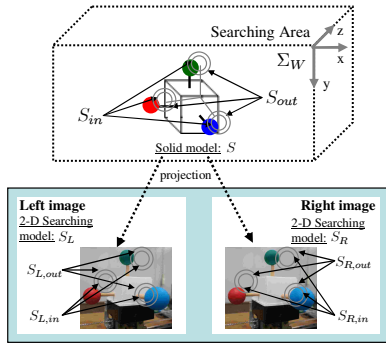 Searching Area
z
Σ_W
x
y
S_in
S_out
Solid model: S
projection
Left image
2-D Searching
model: S_L
S_L,out
S_L,in
Right image
2-D Searching
model: S_R
S_R,out
S_R,in